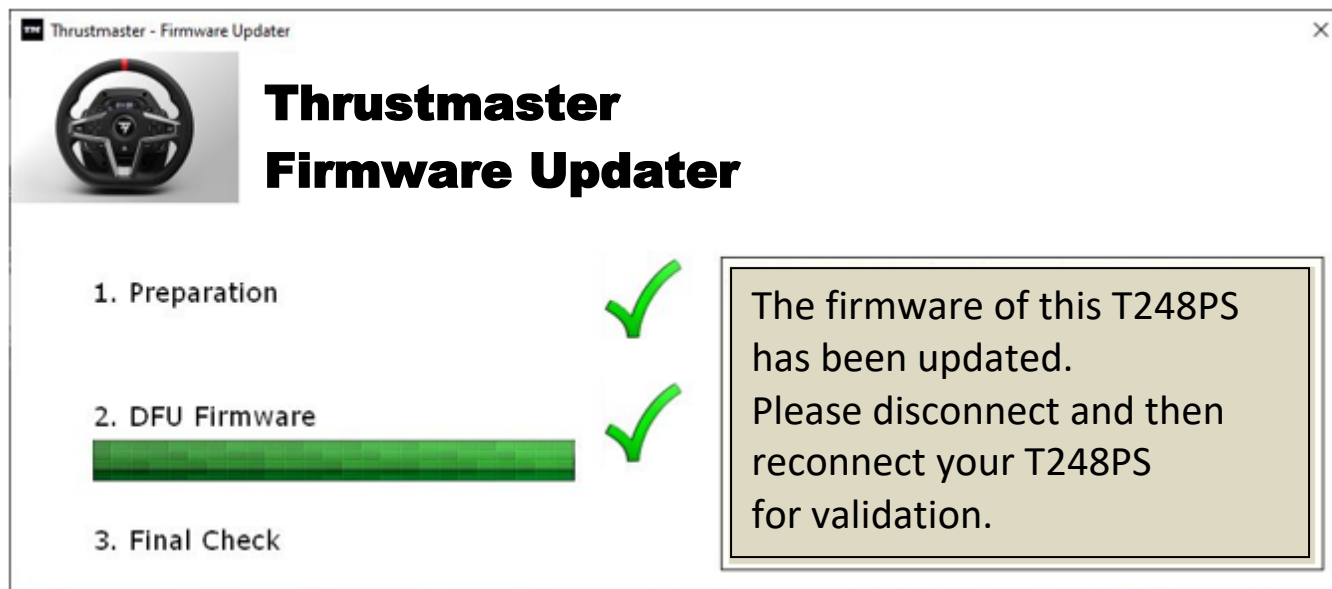 Thrustmaster - Firmware Updater
Thrustmaster
Firmware Updater
1. Preparation
2. DFU Firmware
3. Final Check
The firmware of this T248PS
has been updated.
Please disconnect and then
reconnect your T248PS
for validation.